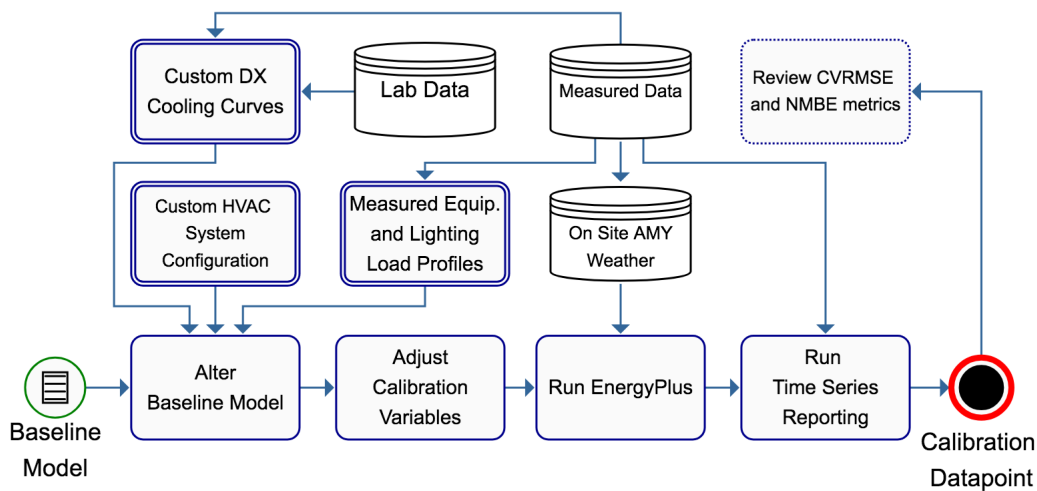 Custom DX
Cooling Curves
Lab Data
Measured Data
Review CVRMSE
and NMBE metrics
Custom HVAC
System
Configuration
Measured Equip.
and Lighting
Load Profiles
On Site AMY
Weather
Alter
Baseline Model
Adjust
Calibration
Variables
Run EnergyPlus
Run
Time Series
Reporting
Baseline
Model
Calibration
Datapoint